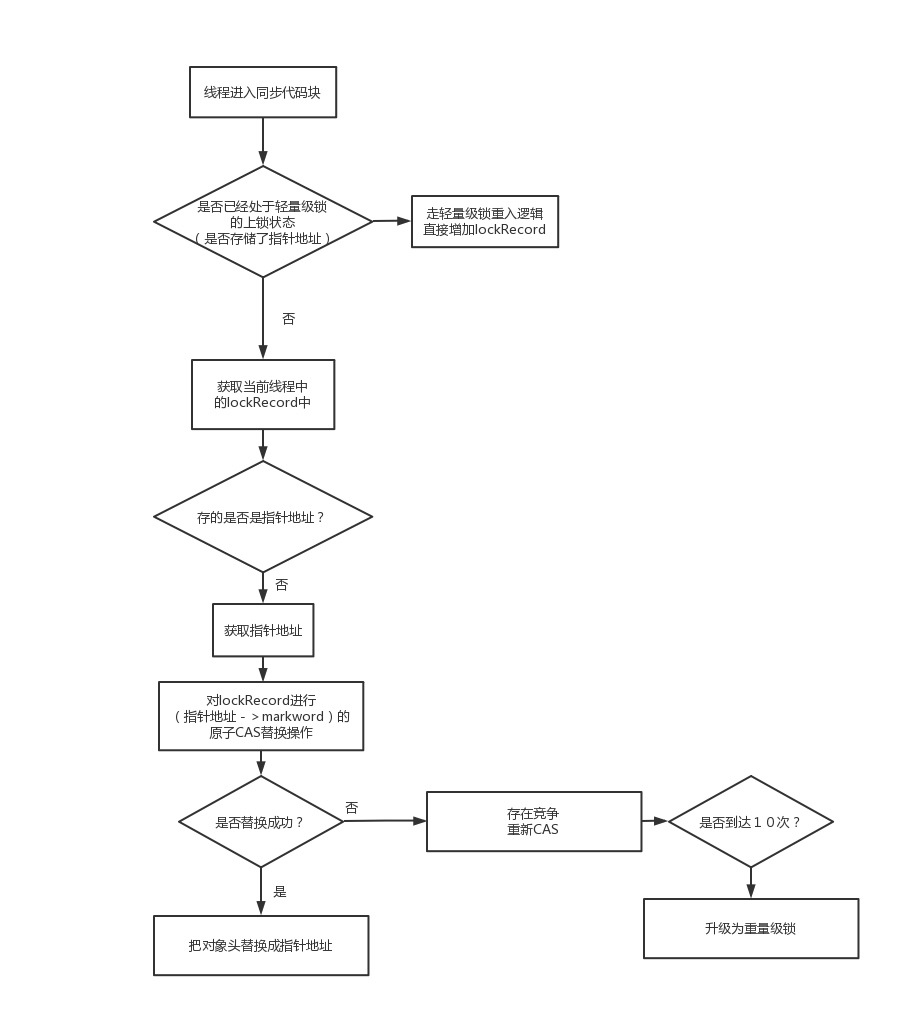 线程进入同步代码块
是否已经处于轻量级锁
的上锁状态
（是否存储了指针地址）
走轻量级锁重入逻辑
直接增加lockRecord
否
获取当前线程中
的lockRecord中
存的是否是指针地址？
否
获取指针地址
对lockRecord进行
（指针地址－＞markword）的
原子CAS替换操作
是否替换成功？
否
存在竞争
重新CAS
是否到达１０次？
是
把对象头替换成指针地址
升级为重量级锁